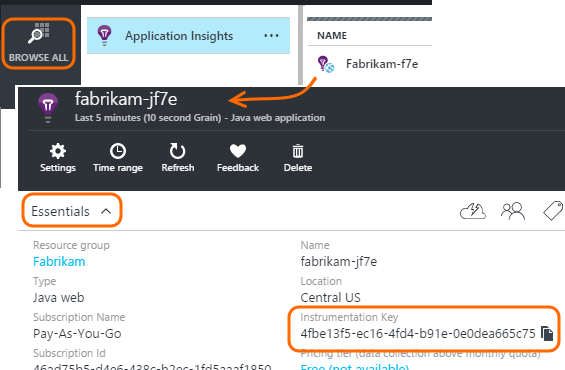 BROWSE ALL
Application Insights ...
NAME
Fabrikam-f7e
fabrikam-jf7e
Last 5 minutes (10 second Grain) - Java web application
Settings Time range Refresh Feedback Delete
Essentials
Resource group Name
Fabrikam fabrikam-jf7e
Type Location
Java web Central US
Subscription Name Instrumentation Key
Pay-As-You-Go 4fbe13f5-ec16-4fd4-b91e-0e0dea665c75
Subscription Id Pricing tier (data collection above monthly quota)
46ad75b5-d4e6-438c-b2ec-1fd5aaaf1850 Free (not available)